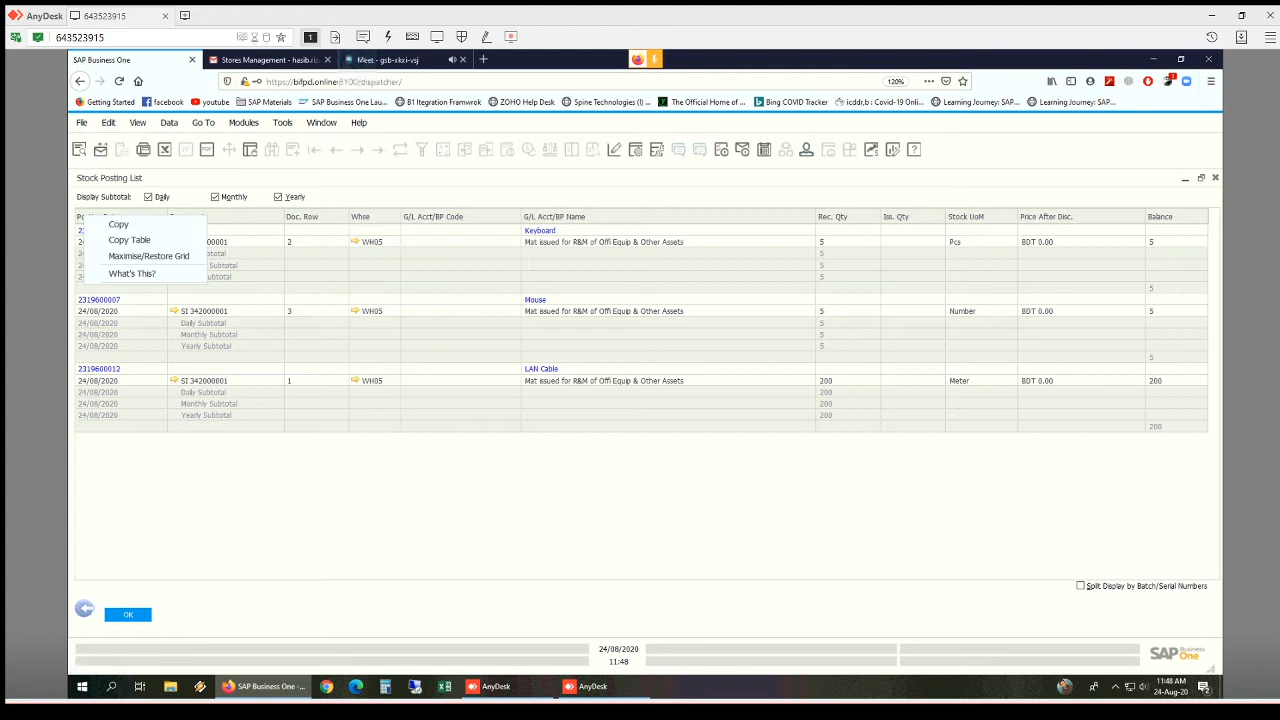 AnyDesk 643523915
643523915 1
SAP Business One Stores Management - hasib.ri Meet - gsb-xkxi-vsj
https://bifpd.online:8100/dispatcher/ 120%
Getting Started facebook youtube SAP Materials SAP Business One Lau... B1 Itegration Framwrok ZOHO Help Desk Spine Technologies (I) ... The Official Home of ... Bing COVID Tracker icddr,b : Covid-19 Onli... Learning Journey: SAP... Learning Journey: SAP...
File Edit View Data Go To Modules Tools Window Help
Stock Posting List
Display Subtotal: Daily Monthly Yearly
Doc. Row Whse G/L Acct/BP Code G/L Acct/BP Name Rec. Qty Iss. Qty Stock UoM Price After Disc. Balance
Copy
Copy Table
Maximise/Restore Grid
What's This?
Keyboard
2 WH05 Mat issued for R&M of Offi Equip & Other Assets 5 Pcs BDT 0.00 5
5
5
5
5
2319600007 Mouse
24/08/2020 SI 342000001 3 WH05 Mat issued for R&M of Offi Equip & Other Assets 5 Number BDT 0.00 5
24/08/2020 Daily Subtotal 5
24/08/2020 Monthly Subtotal 5
24/08/2020 Yearly Subtotal 5
5
2319600012 LAN Cable
24/08/2020 SI 342000001 1 WH05 Mat issued for R&M of Offi Equip & Other Assets 200 Meter BDT 0.00 200
24/08/2020 Daily Subtotal 200
24/08/2020 Monthly Subtotal 200
24/08/2020 Yearly Subtotal 200
200
Split Display by Batch/Serial Numbers
OK
24/08/2020
11:48
SAP Business One
SAP Business One -... AnyDesk AnyDesk
11:48 AM
24-Aug-20
2